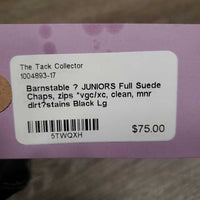 The Tack Collector
1004893-17
Barnstable ? JUNIORS Full Suede
Chaps, zips *vgc/xc, clean, mnr
dirt?stains Black Lg
$75.00
5TWQXH